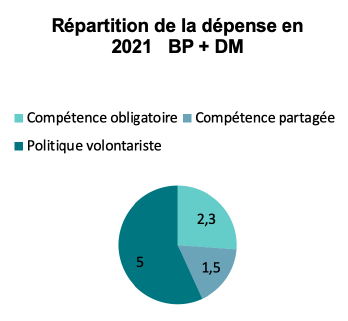 Répartition de la dépense en
2021 BP + DM
Compétence obligatoire
Compétence partagée
Politique volontariste
2,3
5
1,5